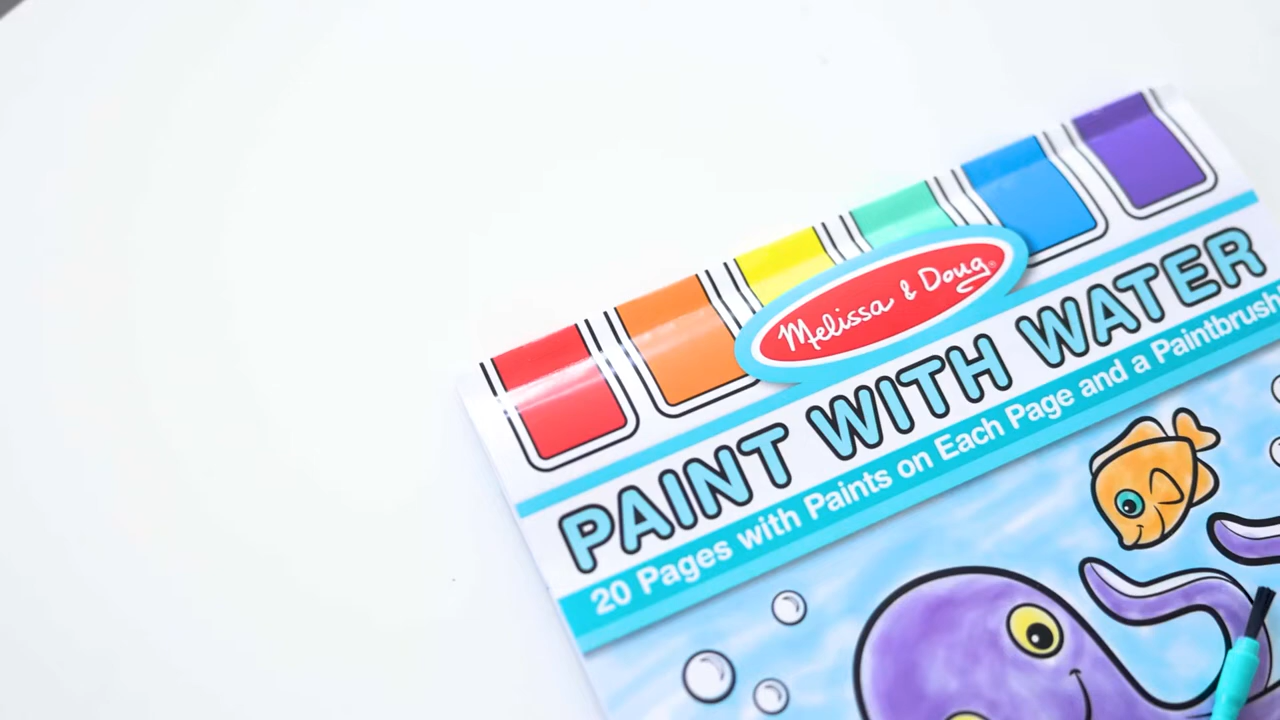 Melissa & Doug®
PAINT WITH WATER
20 Pages with Paints on Each Page and a Paintbrush